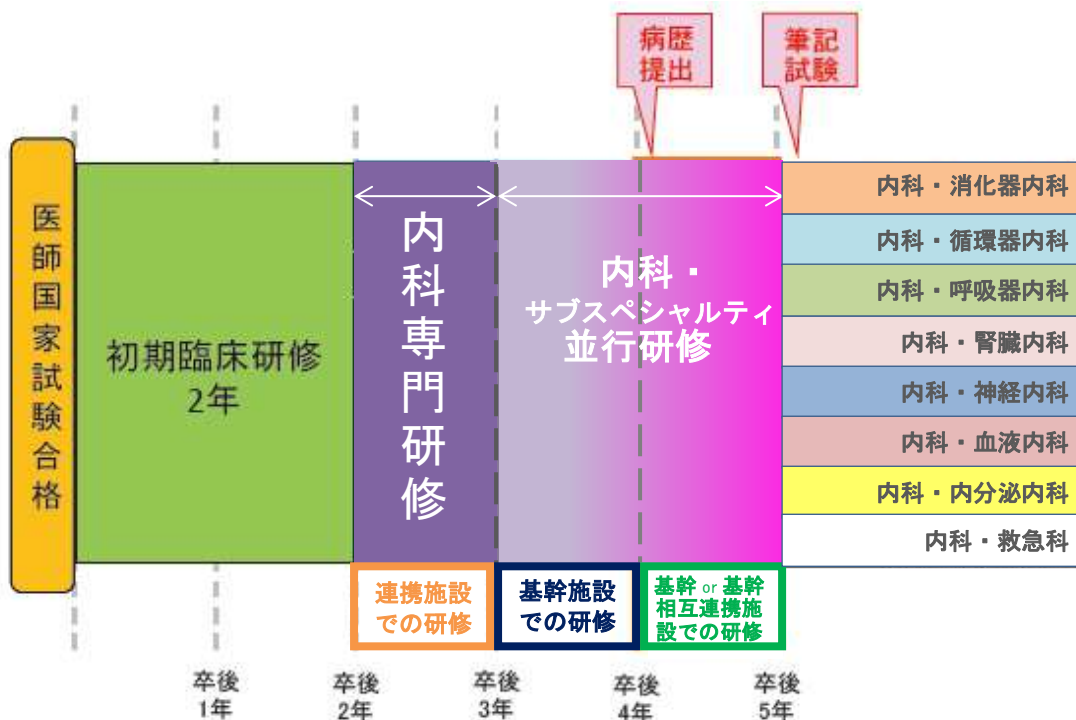 病歴
提出
筆記
試験
医師国家試験合格
初期臨床研修
2年
内科専門研修
内科・
サブスペシャルティ
並行研修
内科・消化器内科
内科・循環器内科
内科・呼吸器内科
内科・腎臓内科
内科・神経内科
内科・血液内科
内科・内分泌内科
内科・救急科
連携施設
での研修
基幹施設
での研修
基幹 or 基幹
相互連携施
設での研修
卒後
1年
卒後
2年
卒後
3年
卒後
4年
卒後
5年